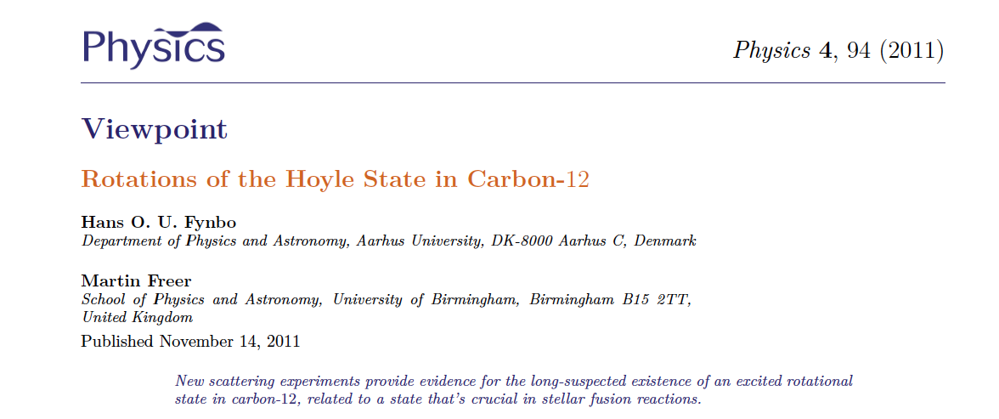 Physics
Physics 4, 94 (2011)
Viewpoint
Rotations of the Hoyle State in Carbon-12
Hans O. U. Fynbo
Department of Physics and Astronomy, Aarhus University, DK-8000 Aarhus C, Denmark
Martin Freer
School of Physics and Astronomy, University of Birmingham, Birmingham B15 2TT,
United Kingdom
Published November 14, 2011
New scattering experiments provide evidence for the long-suspected existence of an excited rotational
state in carbon-12, related to a state that's crucial in stellar fusion reactions.